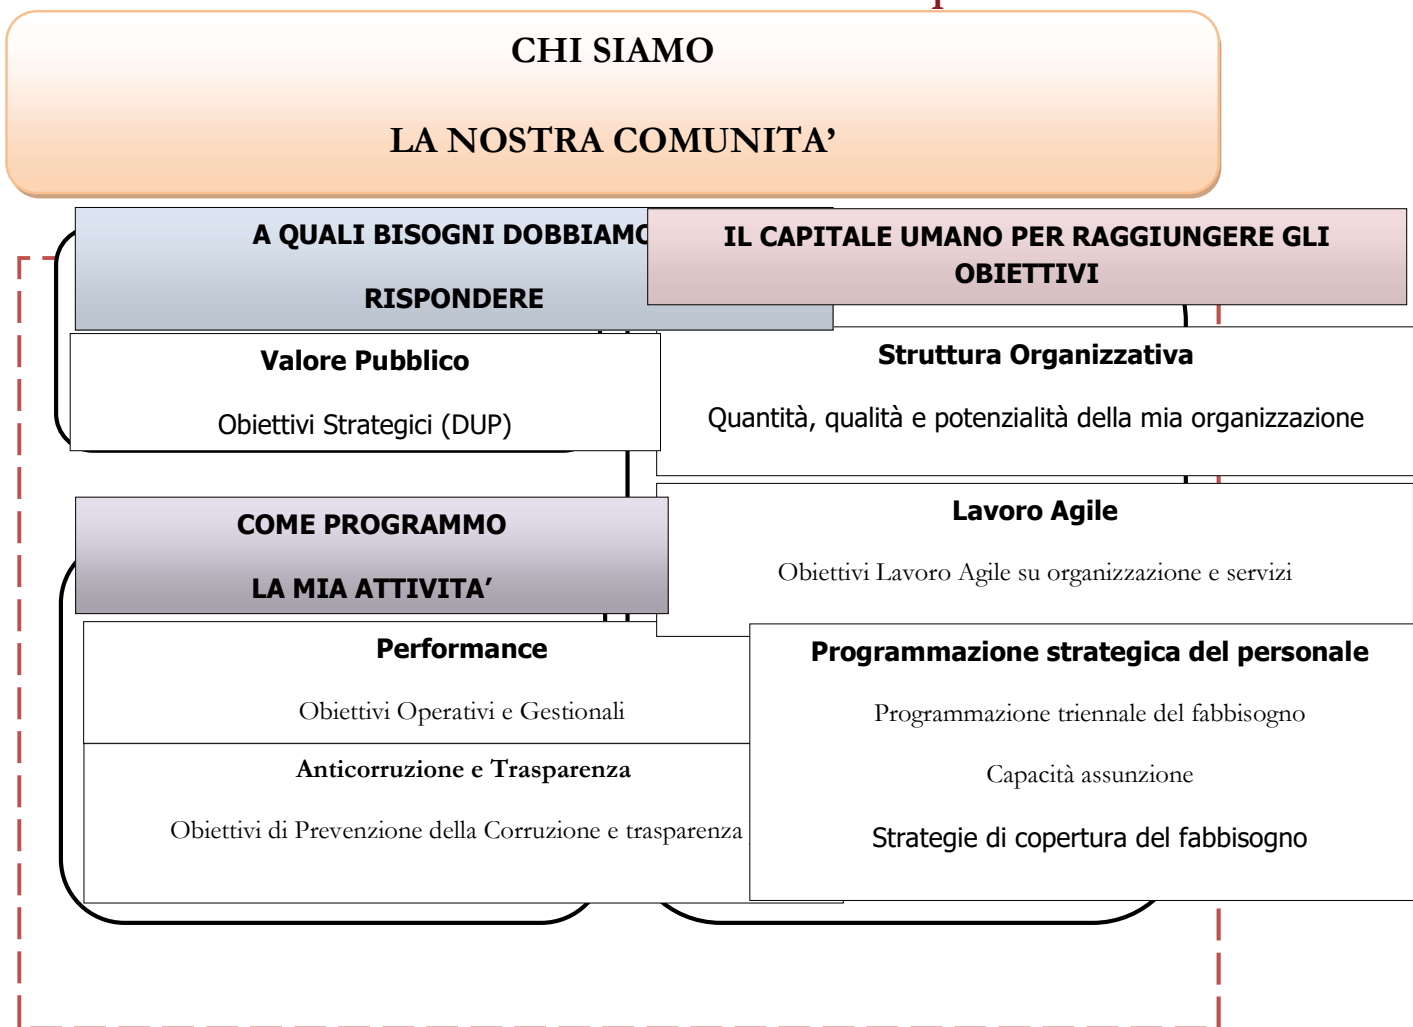 CHI SIAMO
LA NOSTRA COMUNITA’
A QUALI BISOGNI DOBBIAMO
RISPONDERE
Valore Pubblico
Obiettivi Strategici (DUP)
COME PROGRAMMO
LA MIA ATTIVITA’
Performance
Obiettivi Operativi e Gestionali
Anticorruzione e Trasparenza
Obiettivi di Prevenzione della Corruzione e trasparenza
IL CAPITALE UMANO PER RAGGIUNGERE GLI
OBIETTIVI
Struttura Organizzativa
Quantità, qualità e potenzialità della mia organizzazione
Lavoro Agile
Obiettivi Lavoro Agile su organizzazione e servizi
Programmazione strategica del personale
Programmazione triennale del fabbisogno
Capacità assunzione
Strategie di copertura del fabbisogno